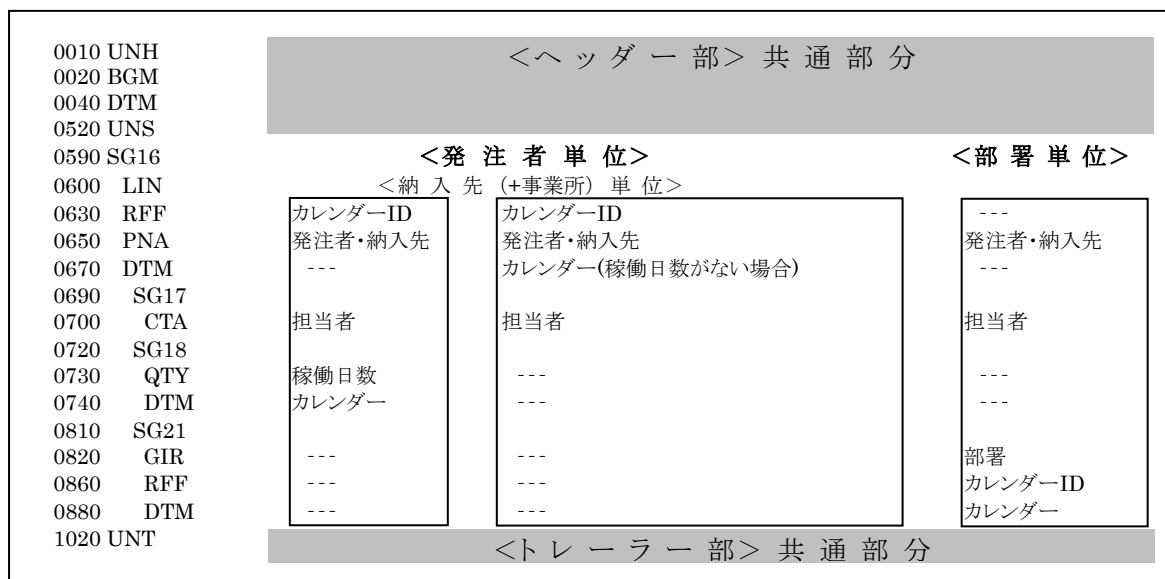 0010 UNH <ヘッダー部> 共通部分
0020 BGM
0040 DTM
0520 UNS
0590 SG16 <発注者単位> <部署単位>
0600 LIN <納入先 (+事業所) 単位>
0630 RFF カレンダーID カレンダーID ---
0650 PNA 発注者・納入先 発注者・納入先 発注者・納入先
0670 DTM --- カレンダー(稼働日数がない場合) ---
0690 SG17
0700 CTA 担当者 担当者 担当者
0720 SG18
0730 QTY 稼働日数 --- ---
0740 DTM カレンダー --- ---
0810 SG21
0820 GIR --- --- 部署
0860 RFF --- --- カレンダーID
0880 DTM --- --- カレンダー
1020 UNT <トレーラー部> 共通部分